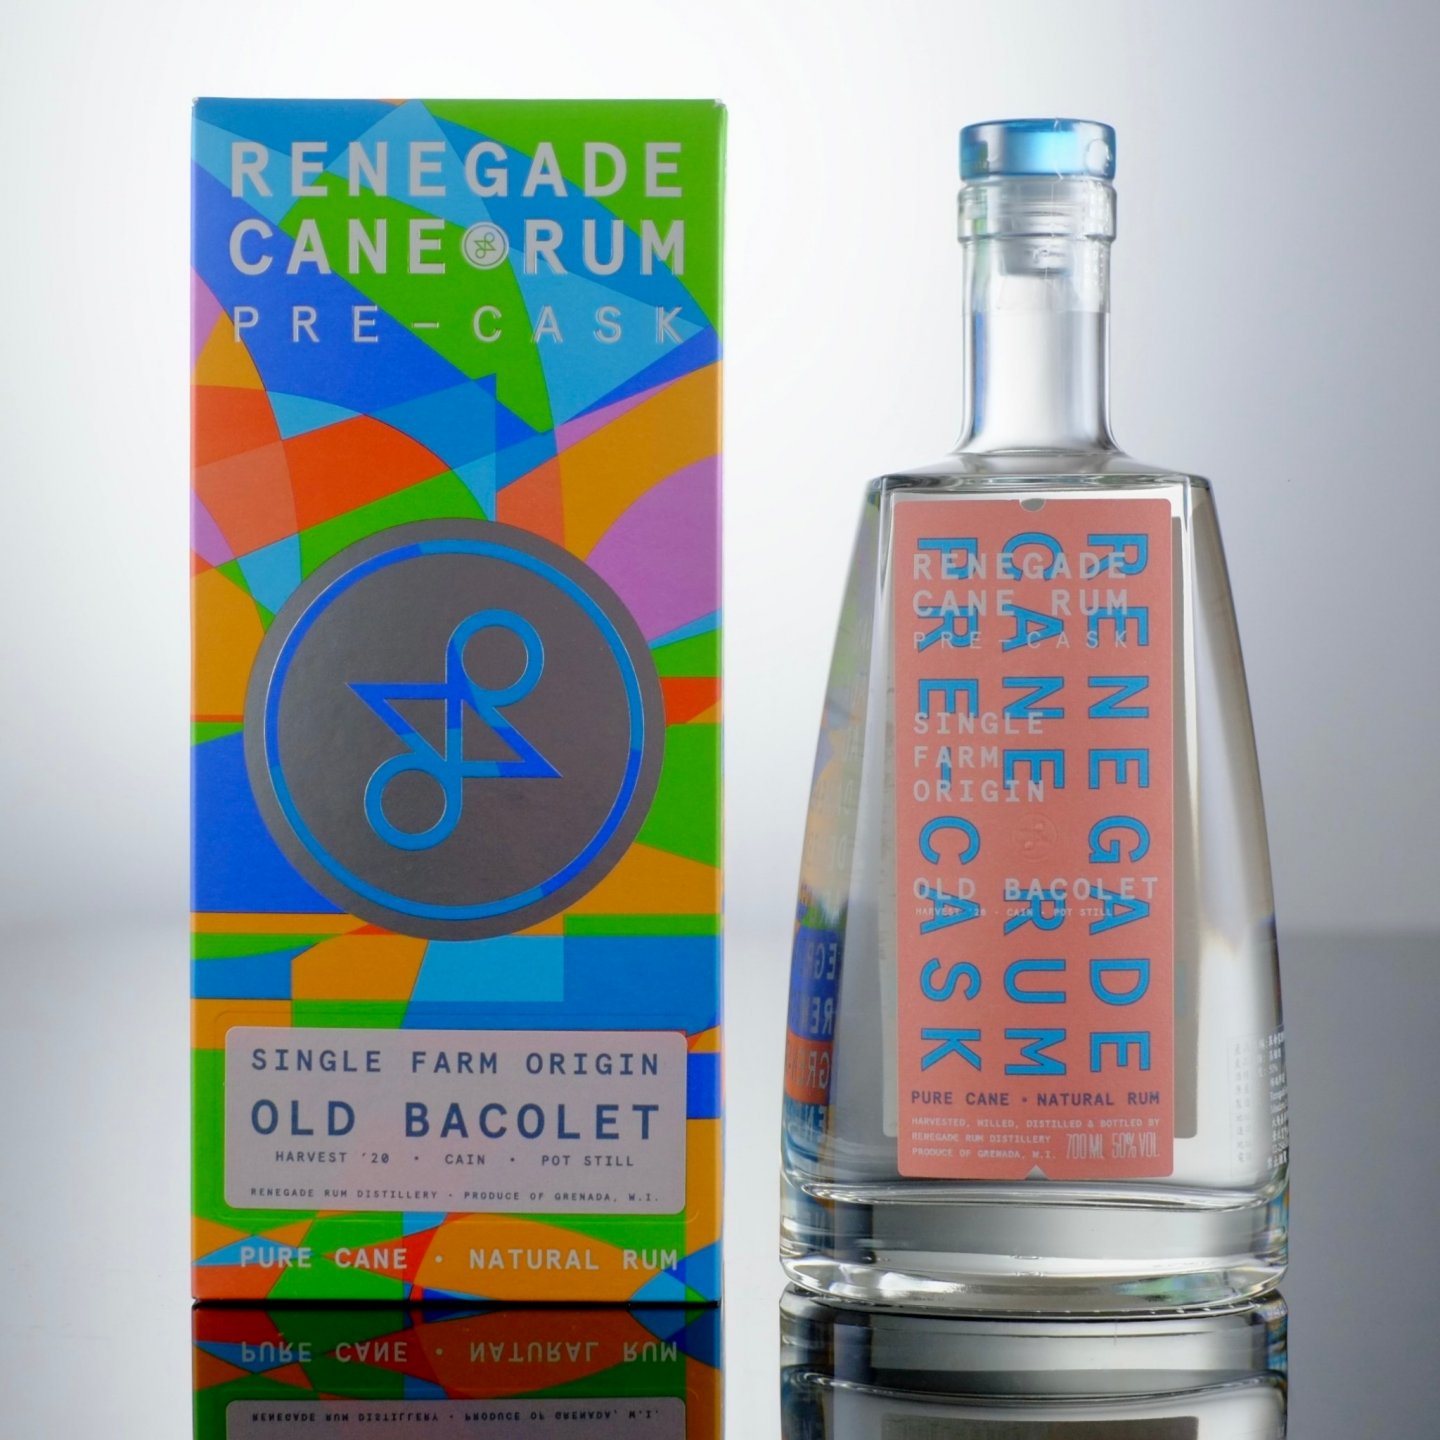 RENEGADE
CANE RUM
PRE-CASK
SINGLE FARM ORIGIN
OLD BACOLET
HARVEST '20 • CAIN • POT STILL
RENEGADE RUM DISTILLERY • PRODUCE OF GRENADA, W.I.
PURE CANE • NATURAL RUM
RENEGADE
CANE RUM
PRE-CASK
RENEGADE
CANE RUM
PRE-CASK
SINGLE
FARM
ORIGIN
OLD BACOLET
HARVEST '20 • CAIN • POT STILL
PURE CANE • NATURAL RUM
HARVESTED, MILLED, DISTILLED & BOTTLED BY
RENEGADE RUM DISTILLERY
PRODUCE OF GRENADA, W.I.
700 ML 50% VOL.